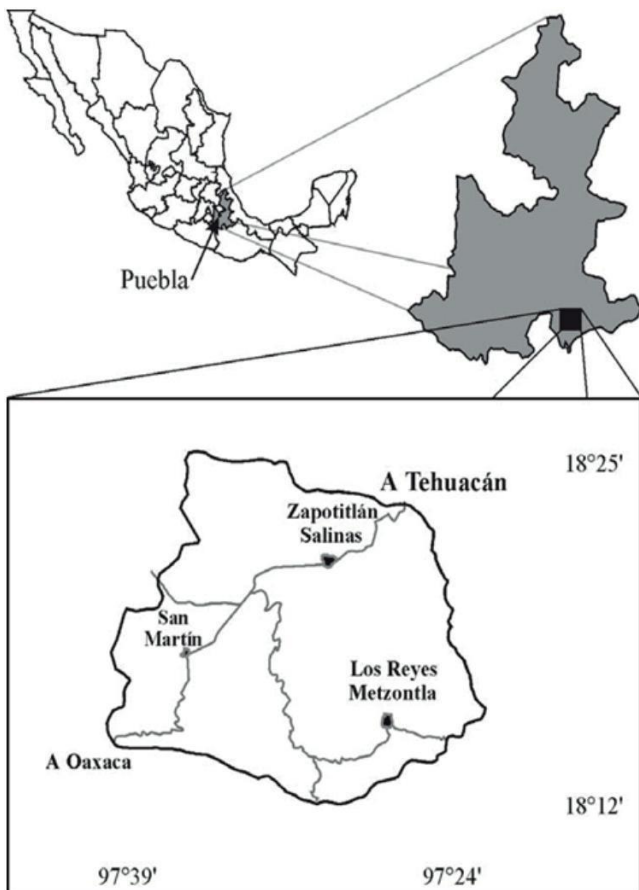 Puebla
18°25'
A Tehuacán
Zapotitlán
Salinas
San
Martín
Los Reyes
Metzontla
A Oaxaca
18°12'
97°39'
97°24'